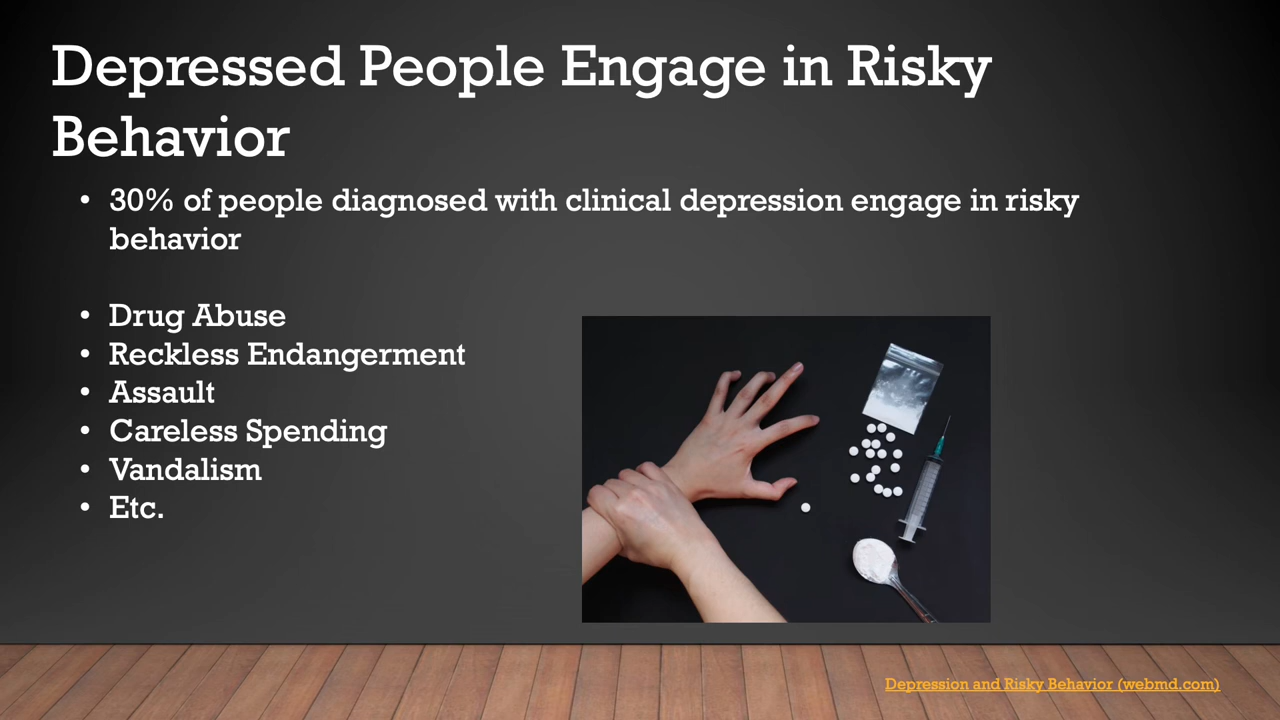 Depressed People Engage in Risky
Behavior
• 30% of people diagnosed with clinical depression engage in risky
behavior
• Drug Abuse
• Reckless Endangerment
• Assault
• Careless Spending
• Vandalism
• Etc.
Depression and Risky Behavior (webmd.com)